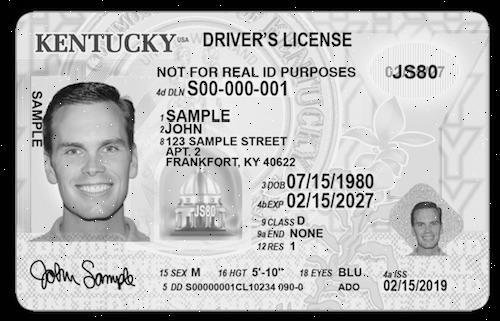 KENTUCKY USA DRIVER'S LICENSE
NOT FOR REAL ID PURPOSES
JS80
4d DLN S00-000-001
SAMPLE
1 SAMPLE
2 JOHN
8 123 SAMPLE STREET
APT. 2
FRANKFORT, KY 40622
JS80
3 DOB 07/15/1980
4b EXP 02/15/2027
9 CLASS D
9a END NONE
12 RES 1
John Sample
15 SEX M 16 HGT 5'-10" 18 EYES BLU 4a ISS
5 DD S00000001CL10234 090-0 ADO 02/15/2019